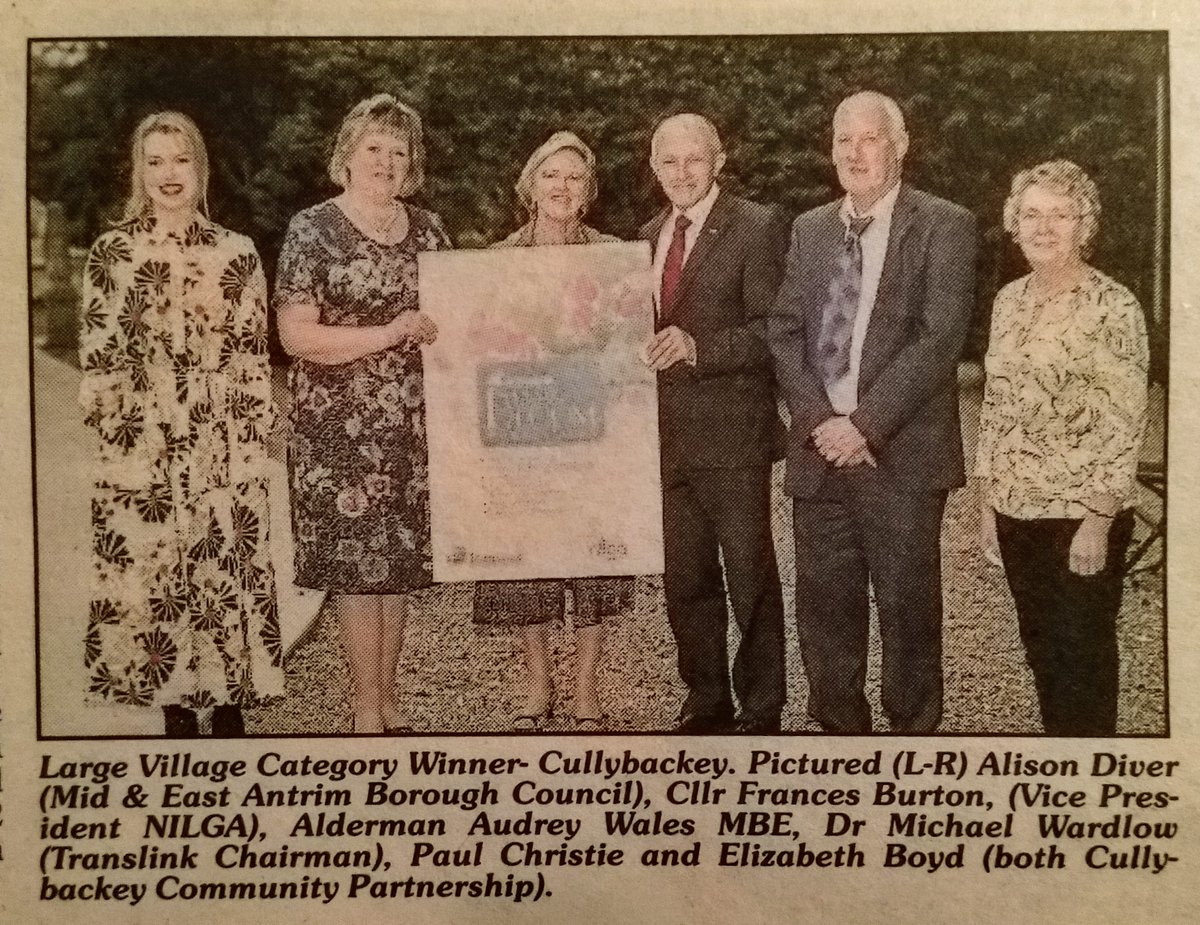 nilga
Large Village Category Winner- Cullybackey. Pictured (L-R) Alison Diver
(Mid & East Antrim Borough Council), Cllr Frances Burton, (Vice Pres-
ident NILGA), Alderman Audrey Wales MBE, Dr Michael Wardlow
(Translink Chairman), Paul Christie and Elizabeth Boyd (both Cully-
backey Community Partnership).